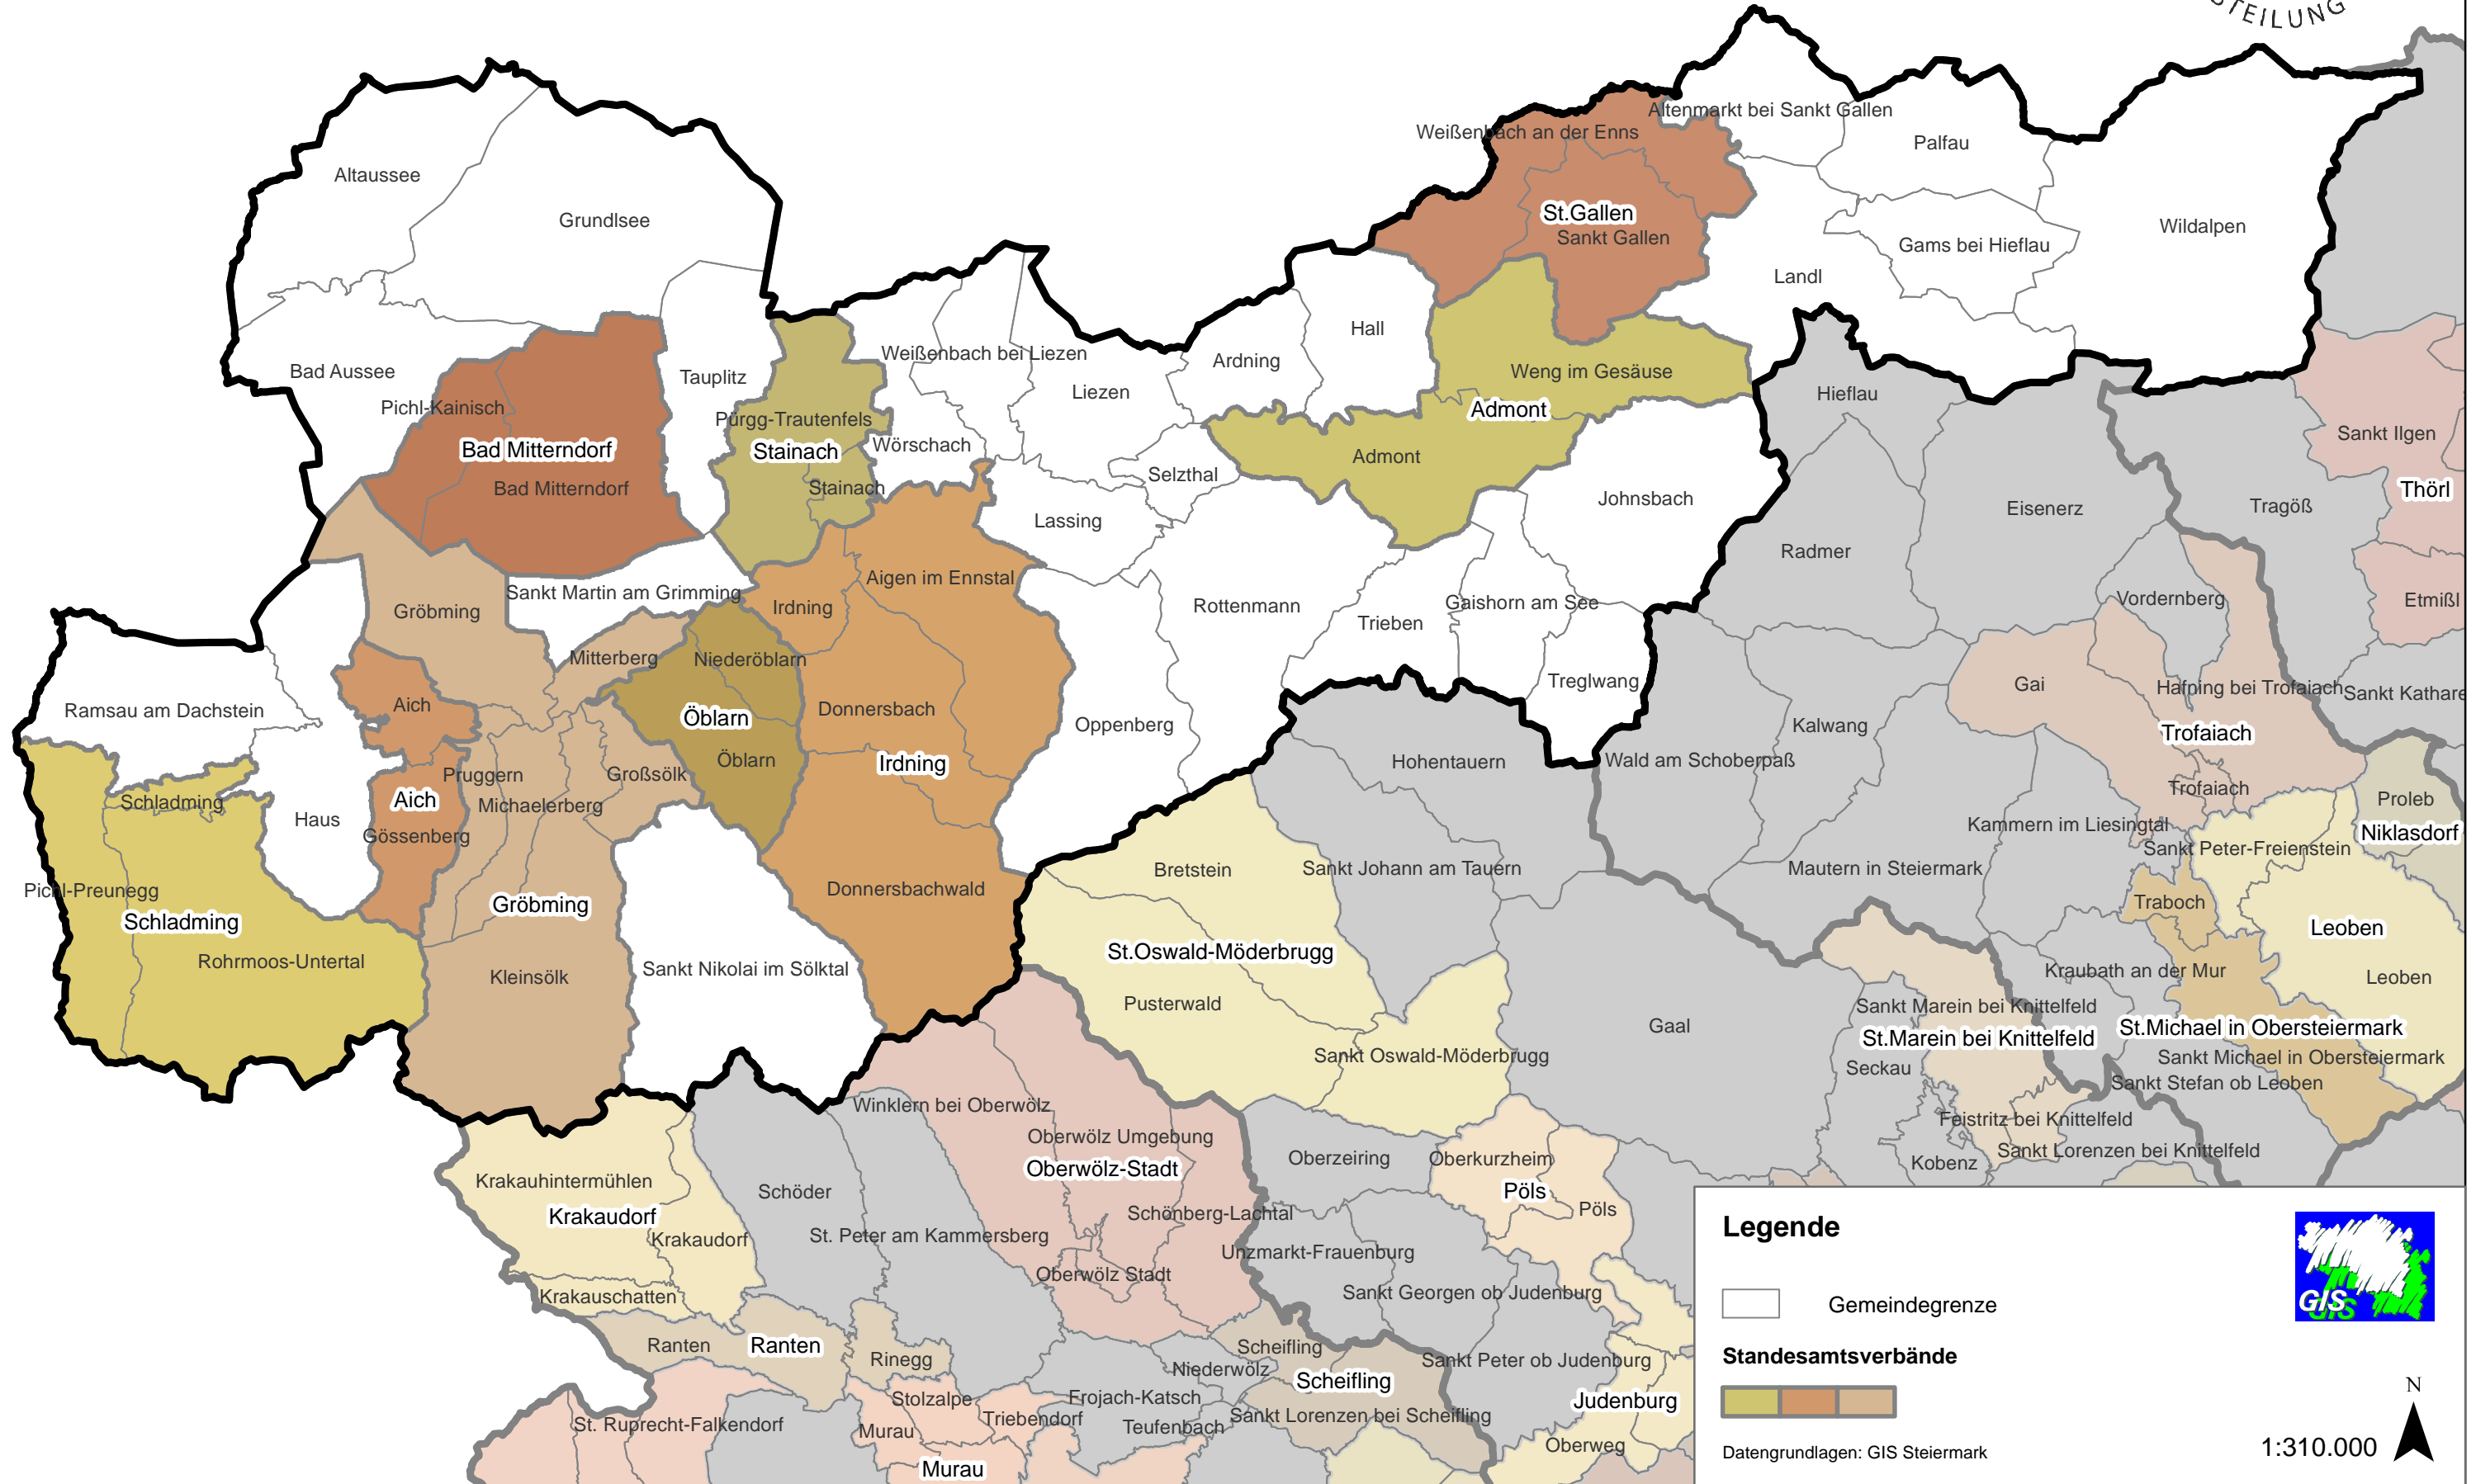 STEILUNG
Altenmarkt bei Sankt Gallen
Weißenbach an der Enns
Palfau
Altaussee
Grundlsee
St.Gallen
Sankt Gallen
Wildalpen
Gams bei Hieflau
Landl
Hall
Weißenbach bei Liezen
Ardning
Bad Aussee
Tauplitz
Weng im Gesäuse
Liezen
Hieflau
Pichl-Kainisch
Admont
Pürgg-Trautenfels
Sankt Ilgen
Bad Mitterndorf
Stainach
Wörschach
Admont
Selzthal
Bad Mitterndorf
Stainach
Johnsbach
Thörl
Tragöß
Eisenerz
Lassing
Radmer
Aigen im Ennstal
Sankt Martin am Grimming
Vordernberg
Etmißl
Gröbming
Irdning
Rottenmann
Gaishorn am See
Trieben
Mitterberg
Niederöblarn
Treglwang
Gai
Hafning bei Trofaiach
Sankt Kathare
Ramsau am Dachstein
Aich
Öblarn
Donnersbach
Oppenberg
Kalwang
Trofaiach
Öblarn
Irdning
Hohentauern
Wald am Schoberpaß
Pruggern
Großsölk
Trofaiach
Schladming
Aich
Michaelerberg
Proleb
Haus
Gössenberg
Kammern im Liesingtal
Niklasdorf
Sankt Peter-Freienstein
Bretstein
Sankt Johann am Tauern
Mautern in Steiermark
Pichl-Preunegg
Donnersbachwald
Gröbming
Traboch
Schladming
Leoben
St.Oswald-Möderbrugg
Rohrmoos-Untertal
Sankt Nikolai im Sölktal
Kleinsölk
Kraubath an der Mur
Leoben
Pusterwald
Sankt Marein bei Knittelfeld
Gaal
St.Marein bei Knittelfeld
St.Michael in Obersteiermark
Sankt Oswald-Möderbrugg
Seckau
Sankt Michael in Obersteiermark
Sankt Stefan ob Leoben
Winklern bei Oberwölz
Feistritz bei Knittelfeld
Oberwölz Umgebung
Sankt Lorenzen bei Knittelfeld
Oberwölz-Stadt
Oberzeiring
Oberkurzheim
Kobenz
Krakauhintermühlen
Schöder
Pöls
Krakaudorf
Schönberg-Lachtal
Pöls
Krakaudorf
St. Peter am Kammersberg
Unzmarkt-Frauenburg
Oberwölz Stadt
Krakauschatten
Sankt Georgen ob Judenburg
Ranten
Ranten
Rinegg
Scheifling
Niederwölz
Sankt Peter ob Judenburg
Scheifling
Stolzalpe
Frojach-Katsch
Judenburg
St. Ruprecht-Falkendorf
Triebendorf
Teufenbach
Sankt Lorenzen bei Scheifling
Murau
Oberweg
Murau
Legende
Gemeindegrenze
Standesamtsverbände
Datengrundlagen: GIS Steiermark
GIS
GIS
N
1:310.000